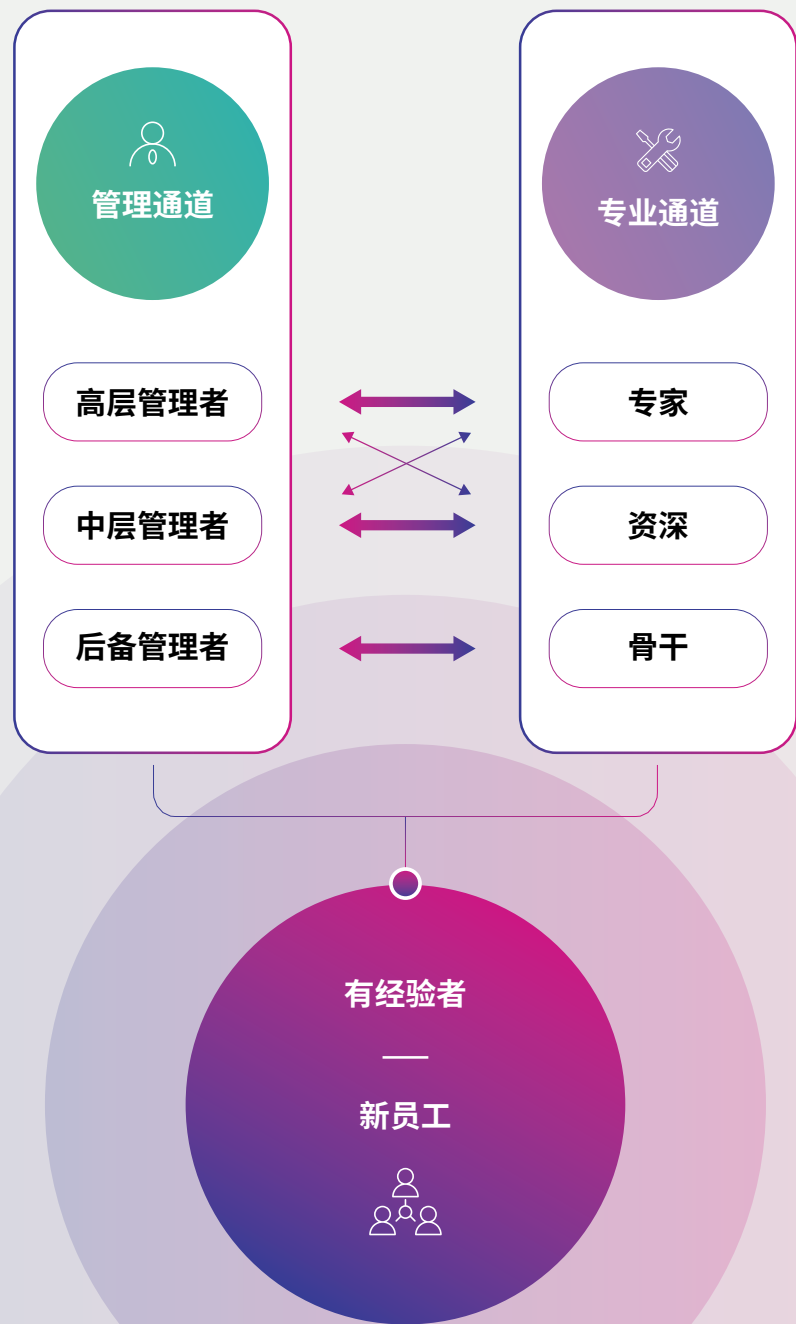 管理通道
高层管理者
中层管理者
后备管理者
专业通道
专家
资深
骨干
有经验者
新员工